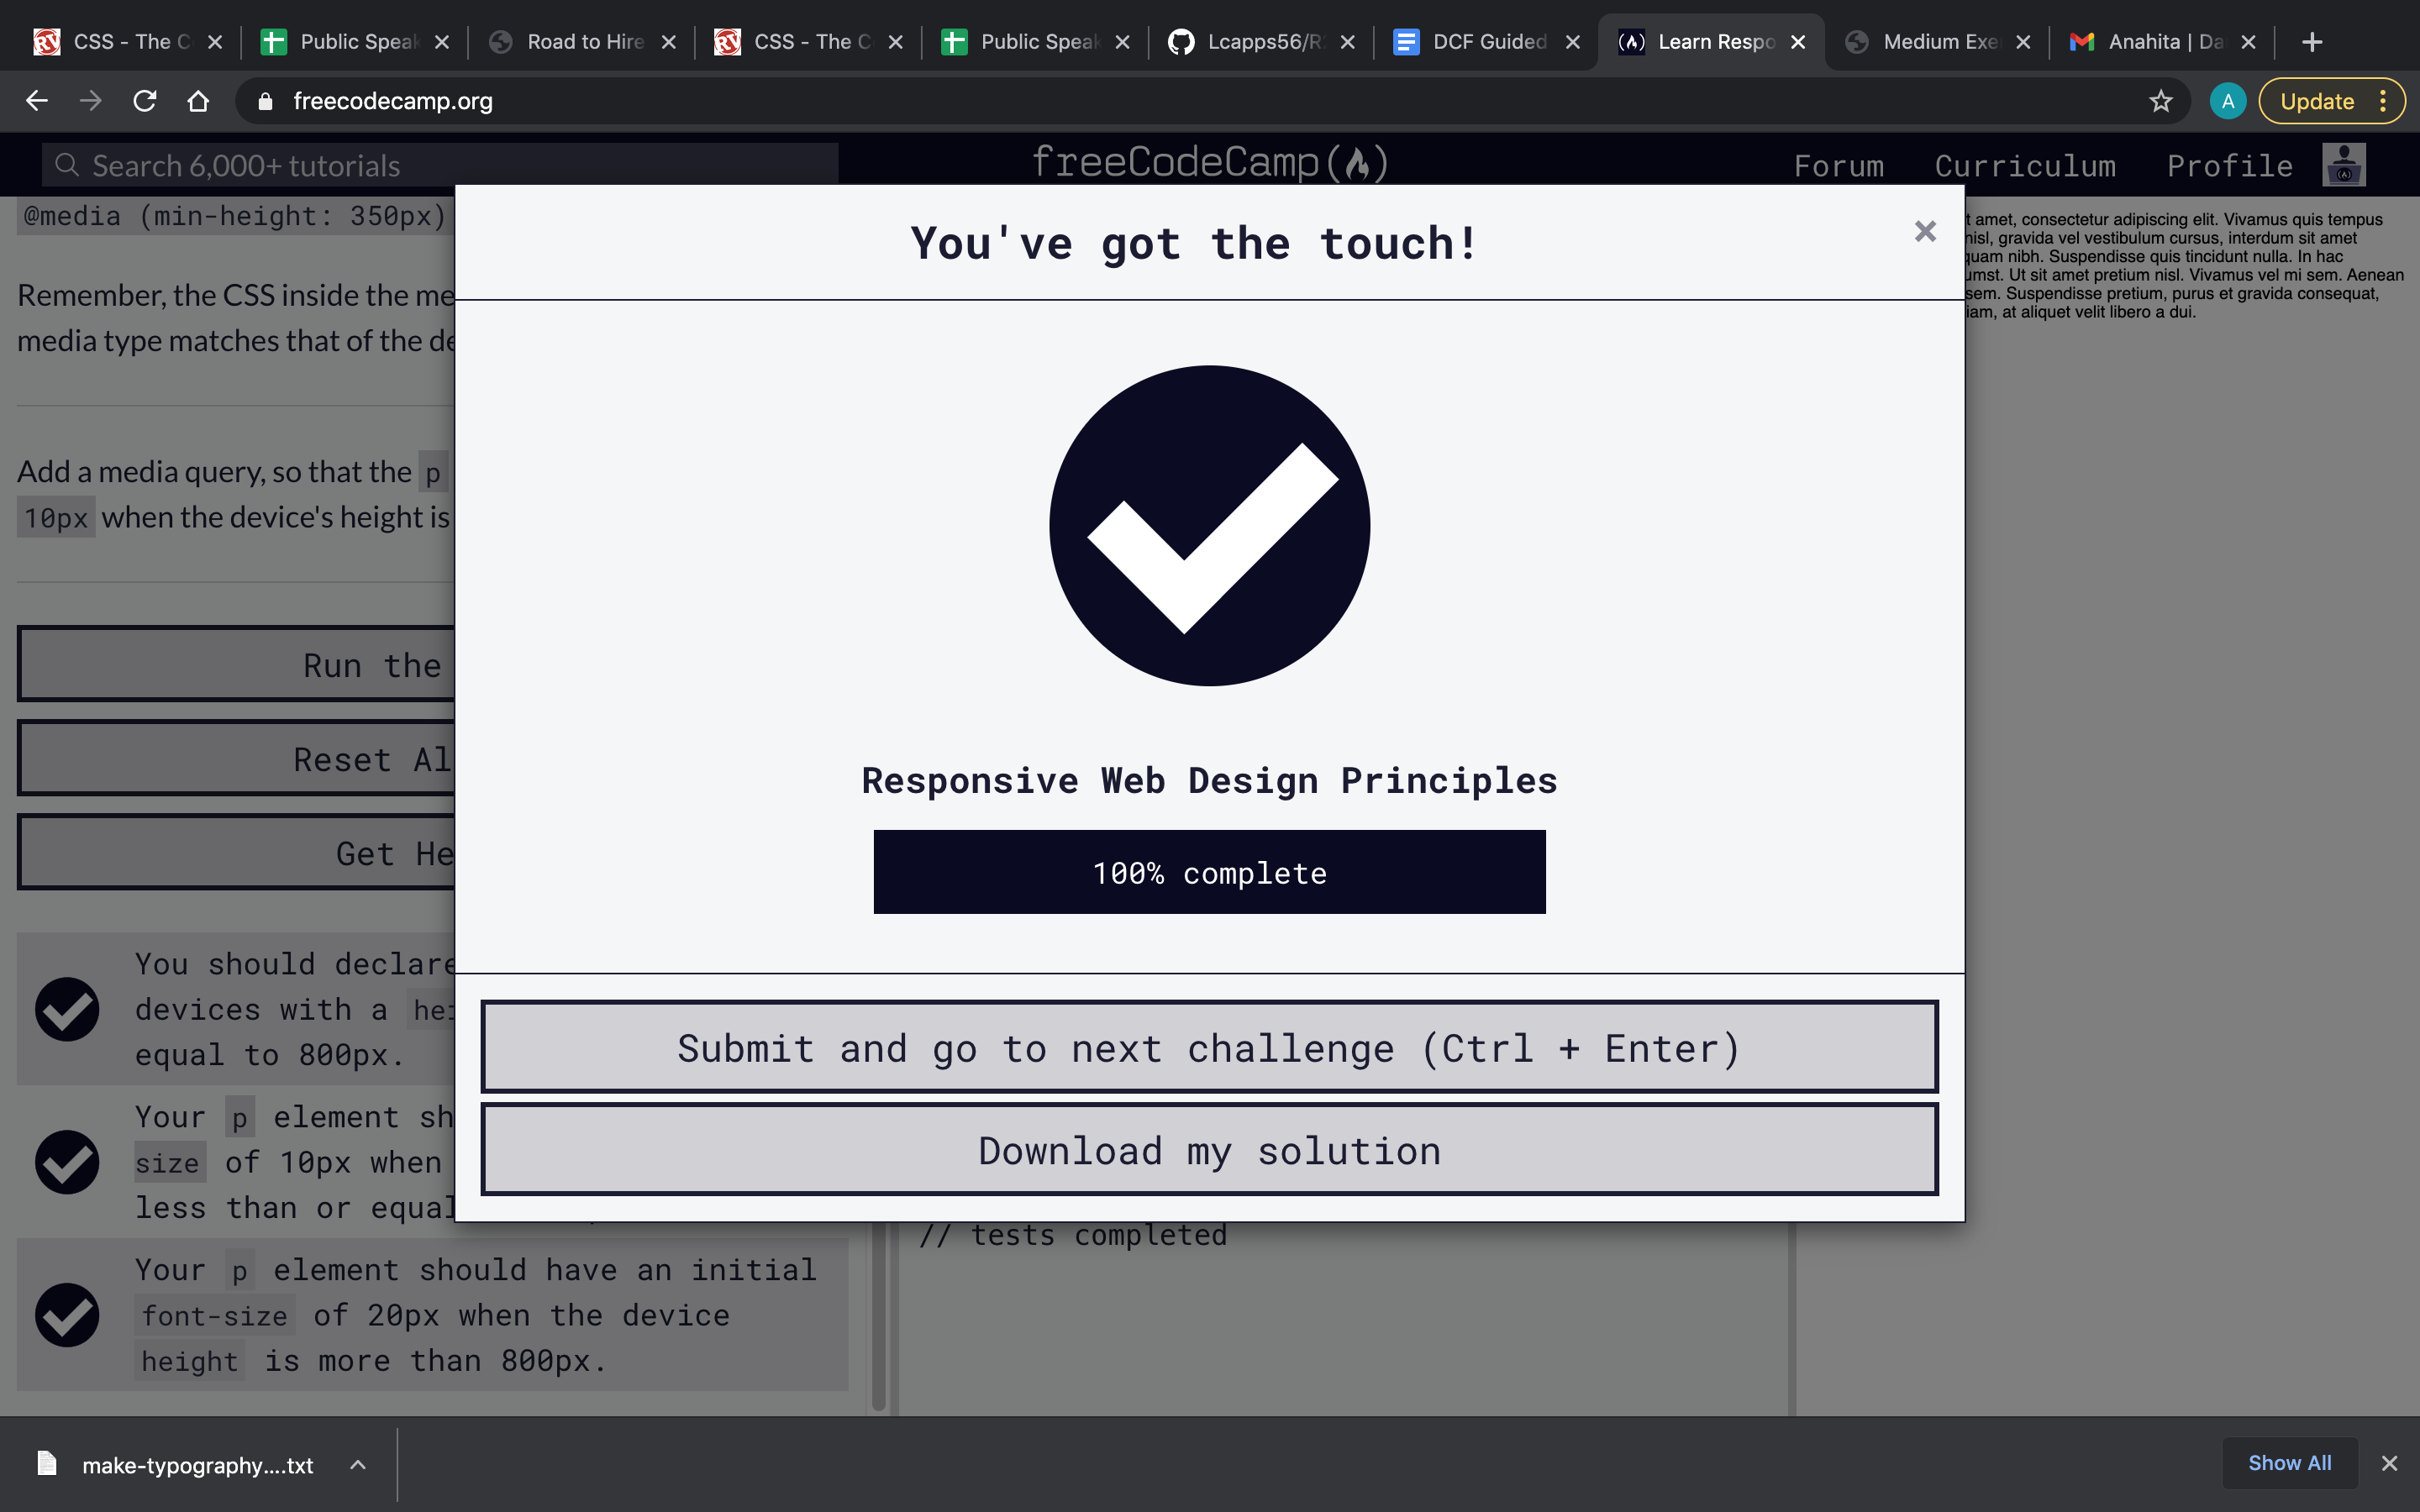 CSS - The C
Public Speak
Road to Hire
CSS - The C
Public Speak
Lcapps56/R
DCF Guided
Learn Respo
Medium Exe
Anahita | Da
freecodecamp.org
A
Update
Search 6,000+ tutorials
freeCodeCamp
Forum
Curriculum
Profile
@media (min-height: 350px)
Remember, the CSS inside the me
media type matches that of the de
Add a media query, so that the p
10px when the device's height is
Run the
Reset Al
Get He
You should declare
devices with a hei
equal to 800px.
Your p element sh
size of 10px when
less than or equal
Your p element should have an initial
font-size of 20px when the device
height is more than 800px.
You've got the touch!
×
Responsive Web Design Principles
100% complete
Submit and go to next challenge (Ctrl + Enter)
Download my solution
// tests completed
t amet, consectetur adipiscing elit. Vivamus quis tempus
nisl, gravida vel vestibulum cursus, interdum sit amet
quam nibh. Suspendisse quis tincidunt nulla. In hac
umst. Ut sit amet pretium nisl. Vivamus vel mi sem. Aenean
sem. Suspendisse pretium, purus et gravida consequat,
iam, at aliquet velit libero a dui.
make-typography....txt
Show All